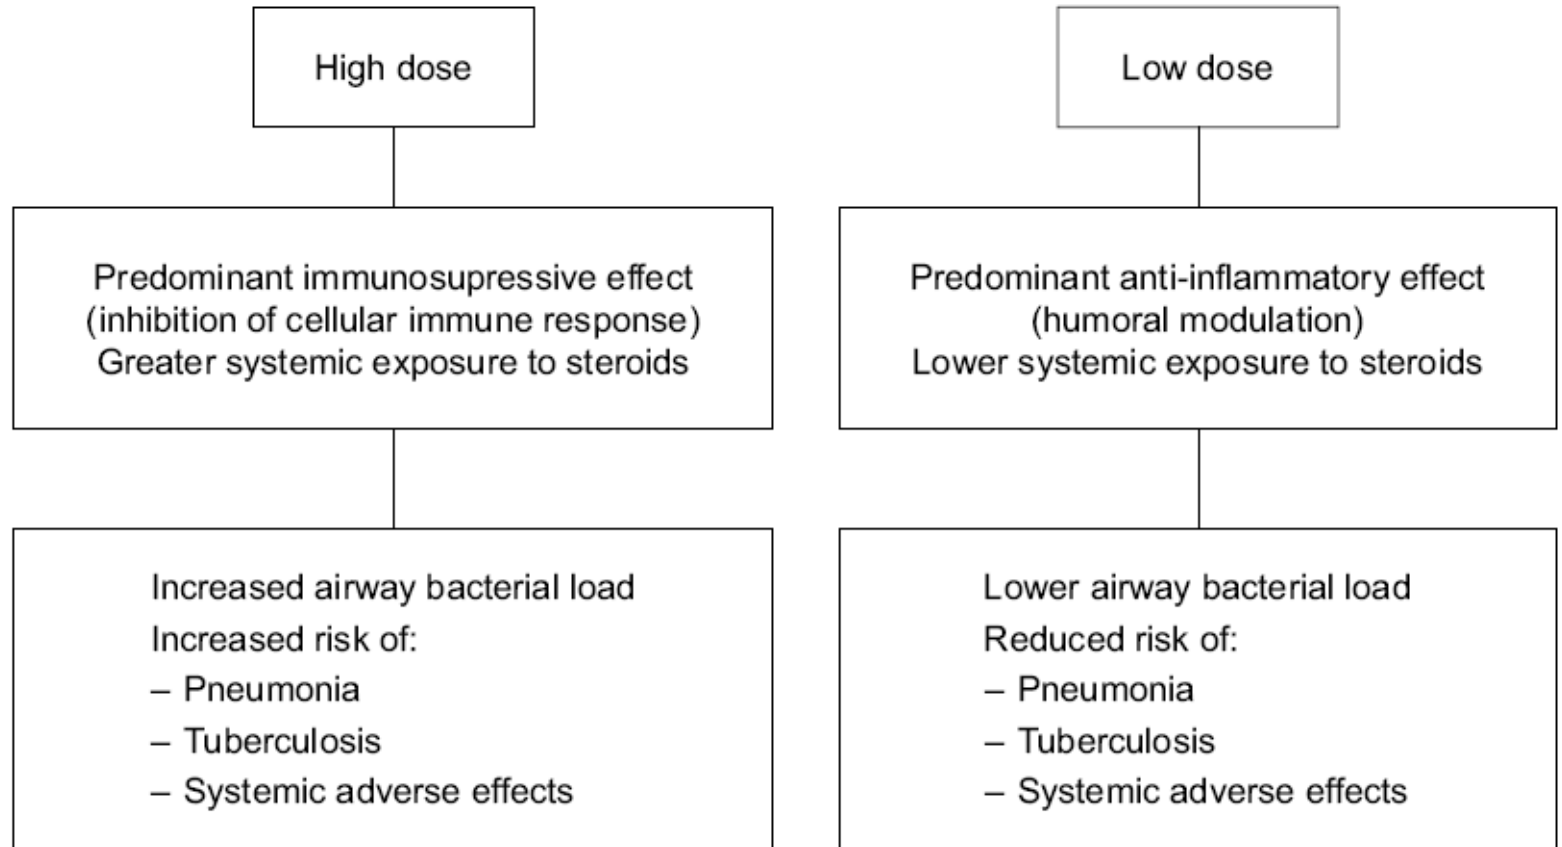 High dose
Predominant immunosupressive effect
(inhibition of cellular immune response)
Greater systemic exposure to steroids
Increased airway bacterial load
Increased risk of:
– Pneumonia
– Tuberculosis
– Systemic adverse effects
Low dose
Predominant anti-inflammatory effect
(humoral modulation)
Lower systemic exposure to steroids
Lower airway bacterial load
Reduced risk of:
– Pneumonia
– Tuberculosis
– Systemic adverse effects